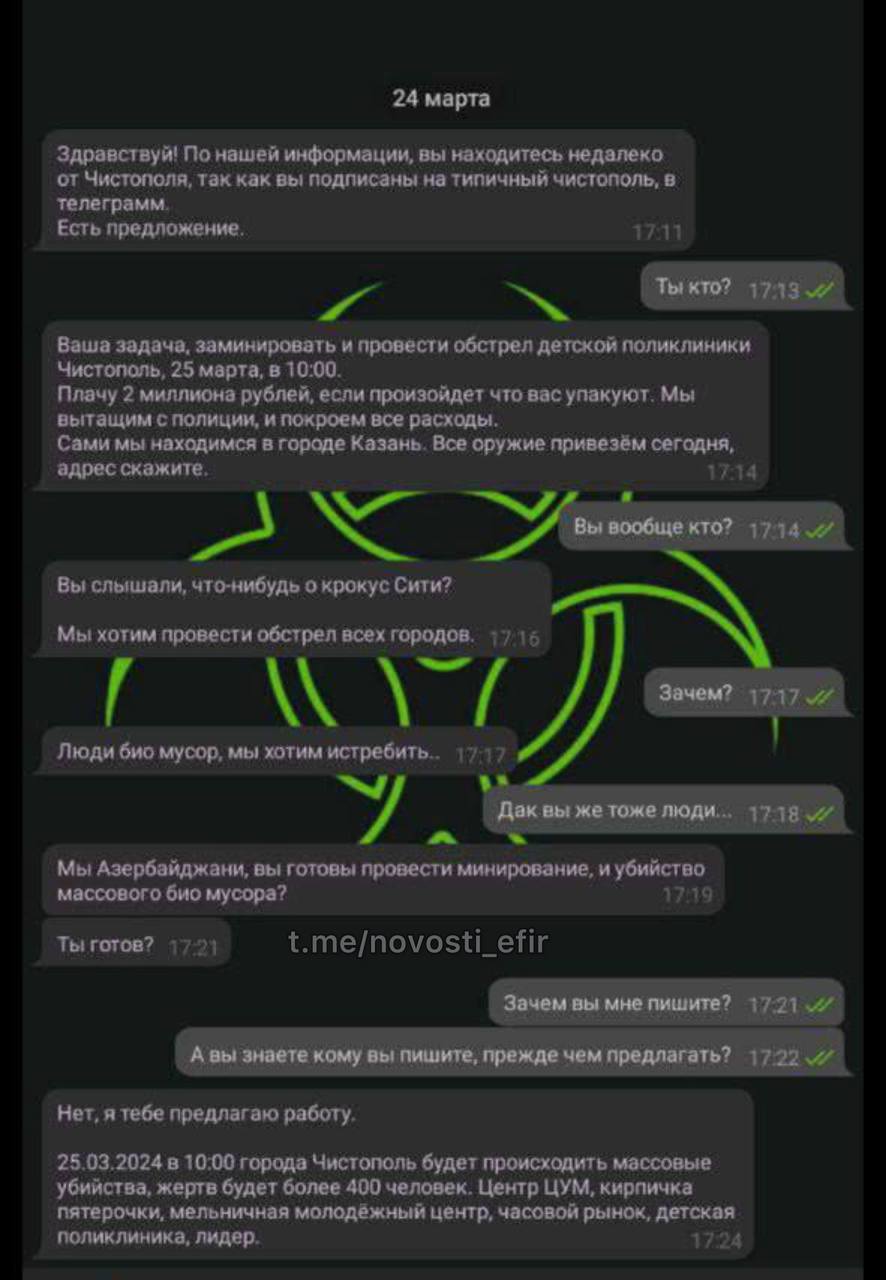 24 марта
Здравствуй! По нашей информации, вы находитесь недалеко
от Чистополя, так как вы подписаны на типичный чистополь, в
телеграмм.
Есть предложение. 17:11
Ты кто? 17:13
Ваша задача, заминировать и провести обстрел детской поликлиники
Чистополь, 25 марта, в 10:00.
Плачу 2 миллиона рублей, если произойдет что вас упакуют. Мы
вытащим с полиции, и покроем все расходы.
Сами мы находимся в городе Казань. Все оружие привезём сегодня,
адрес скажите. 17:14
Вы вообще кто? 17:14
Вы слышали, что-нибудь о крокус Сити?
Мы хотим провести обстрел всех городов. 17:16
Зачем? 17:17
Люди био мусор, мы хотим истребить.. 17:17
Дак вы же тоже люди... 17:18
Мы Азербайджани, вы готовы провести минирование, и убийство
массового био мусора? 17:19
Ты готов? 17:21
t.me/novosti_efir
Зачем вы мне пишите? 17:21
А вы знаете кому вы пишите, прежде чем предлагать? 17:22
Нет, я тебе предлагаю работу.
25.03.2024 в 10:00 города Чистополь будет происходить массовые
убийства, жертв будет более 400 человек. Центр ЦУМ, кирпичка
пятерочки, мельничная молодёжный центр, часовой рынок, детская
поликлиника, лидер. 17:24